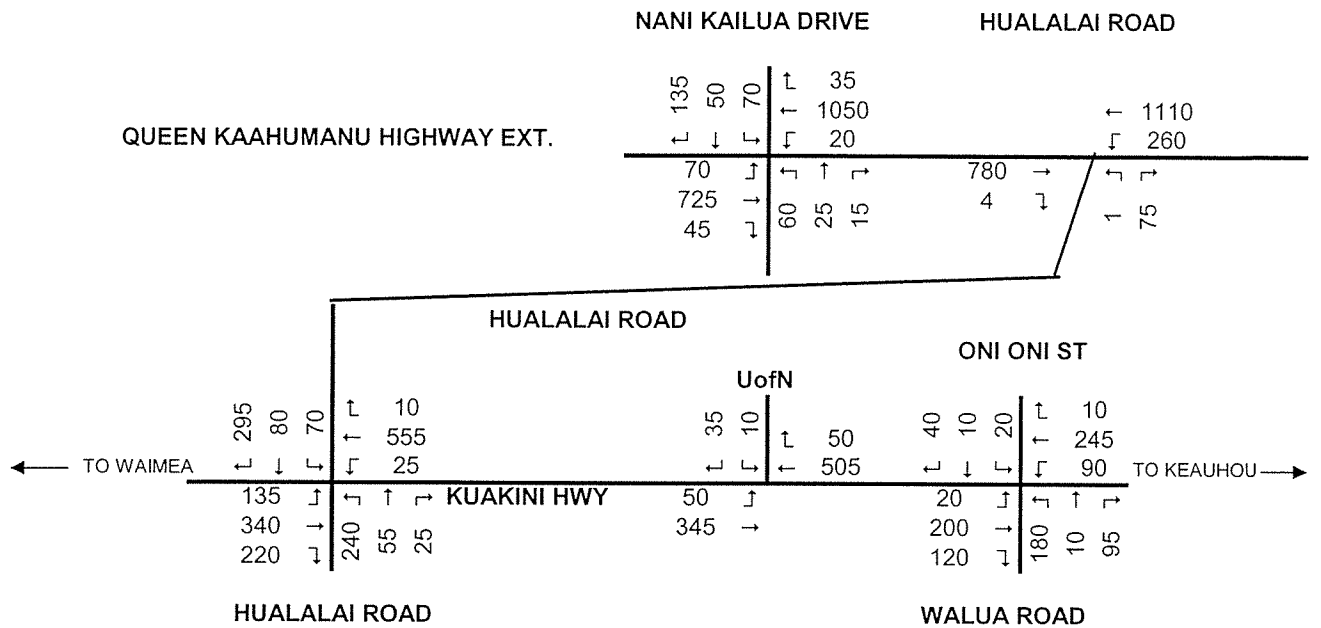 NANI KAILUA DRIVE HUALALAI ROAD
135 50 70 ↰ 35
← 1050 ← 1110
QUEEN KAAHUMANU HIGHWAY EXT. 20 260
70 780 →
725 → 4
45 60 25 15 1 75
HUALALAI ROAD
ONI ONI ST
UofN
295 80 70 10 35 10 50 40 10 20 10
← 555 ← 505 ← 245
← TO WAIMEA 25 90 TO KEAUHOU →
135 KUAKINI HWY 50 20
340 → 345 → 200 →
220 240 55 25 120 180 10 95
HUALALAI ROAD WALUA ROAD